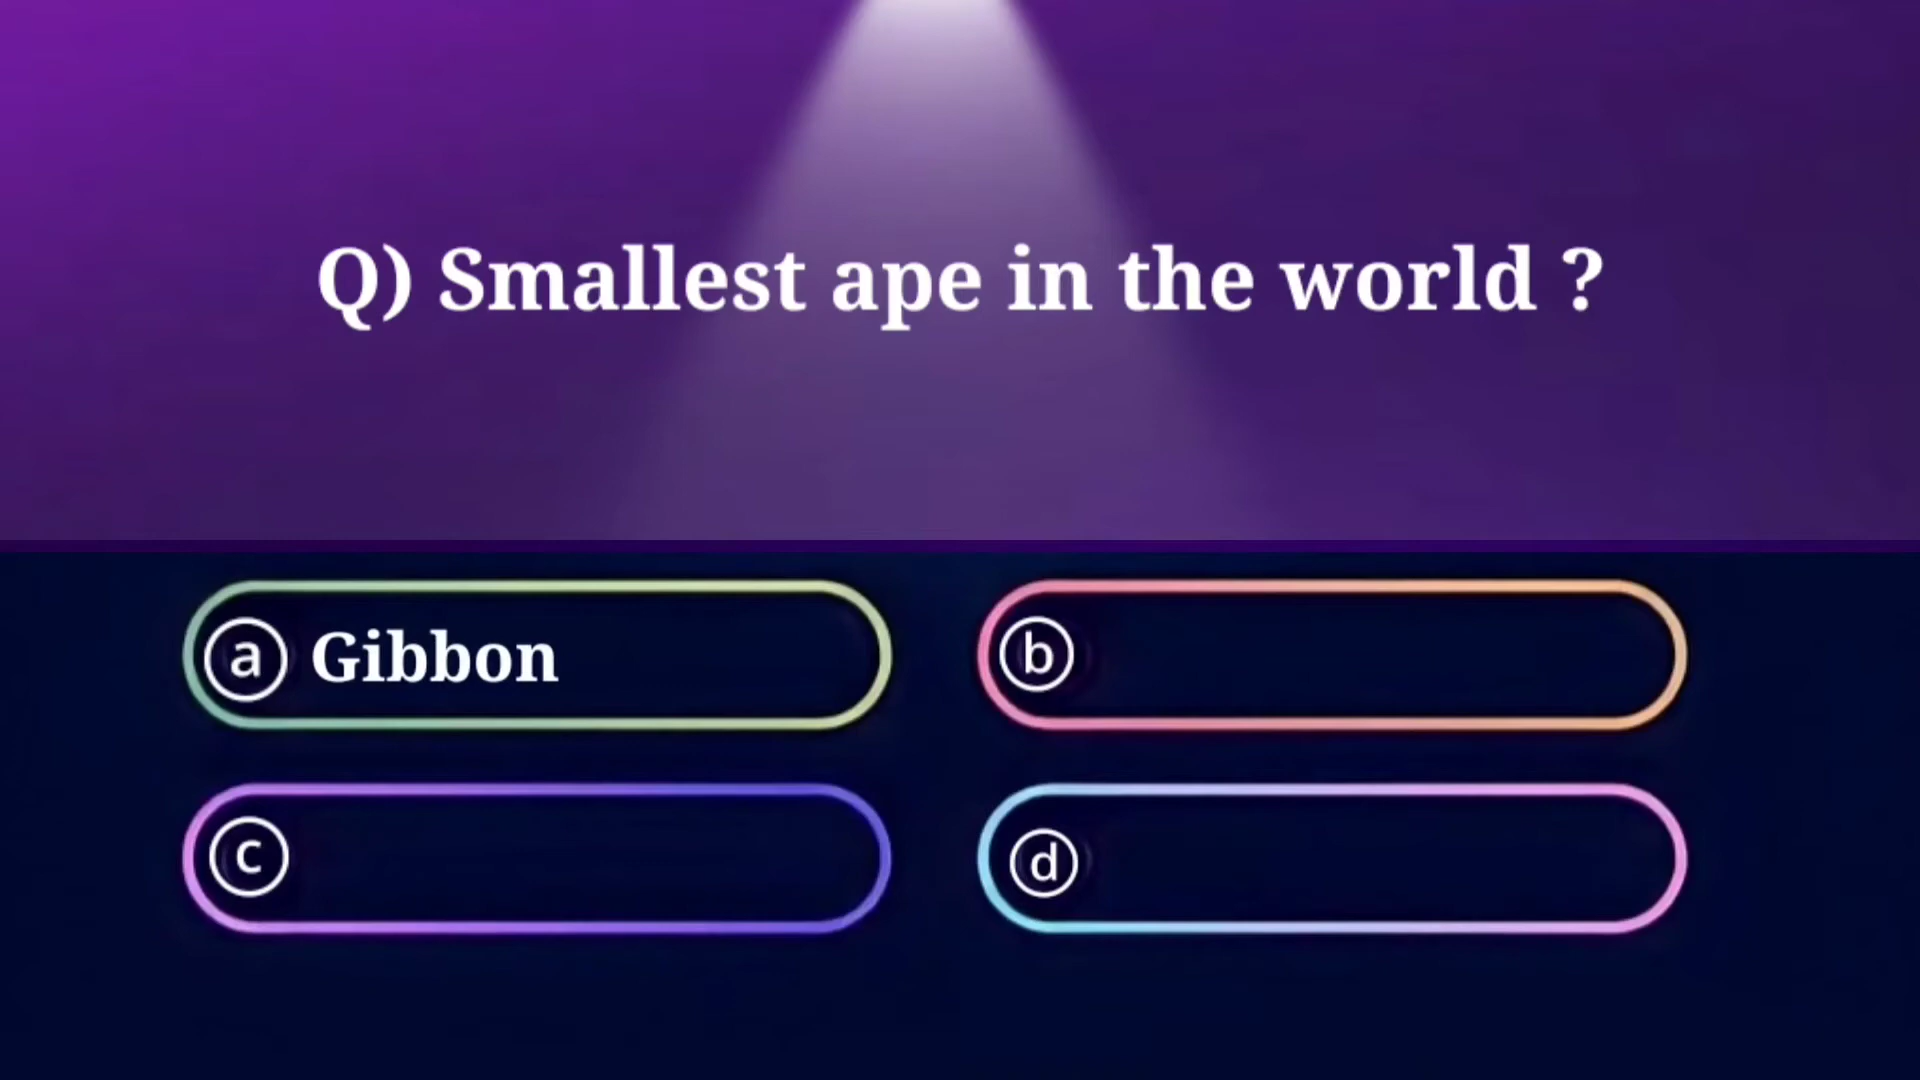 Q) Smallest ape in the world ?
ⓐ Gibbon
ⓑ
ⓒ
ⓓ